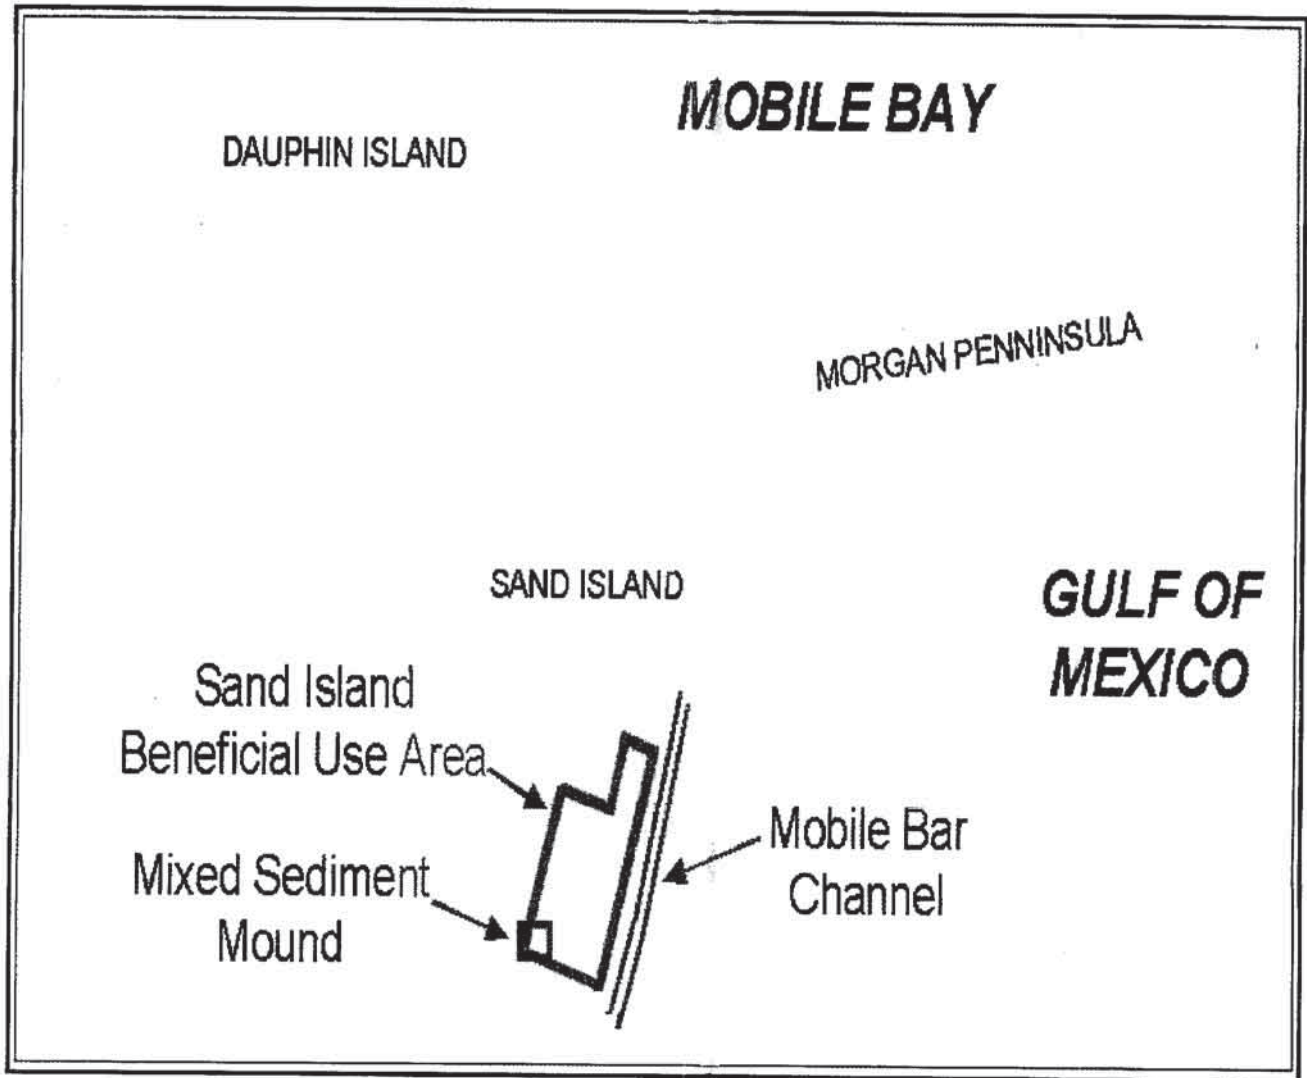 MOBILE BAY
DAUPHIN ISLAND
MORGAN PENNINSULA
SAND ISLAND
GULF OF
MEXICO
Sand Island
Beneficial Use Area
Mixed Sediment
Mound
Mobile Bar
Channel